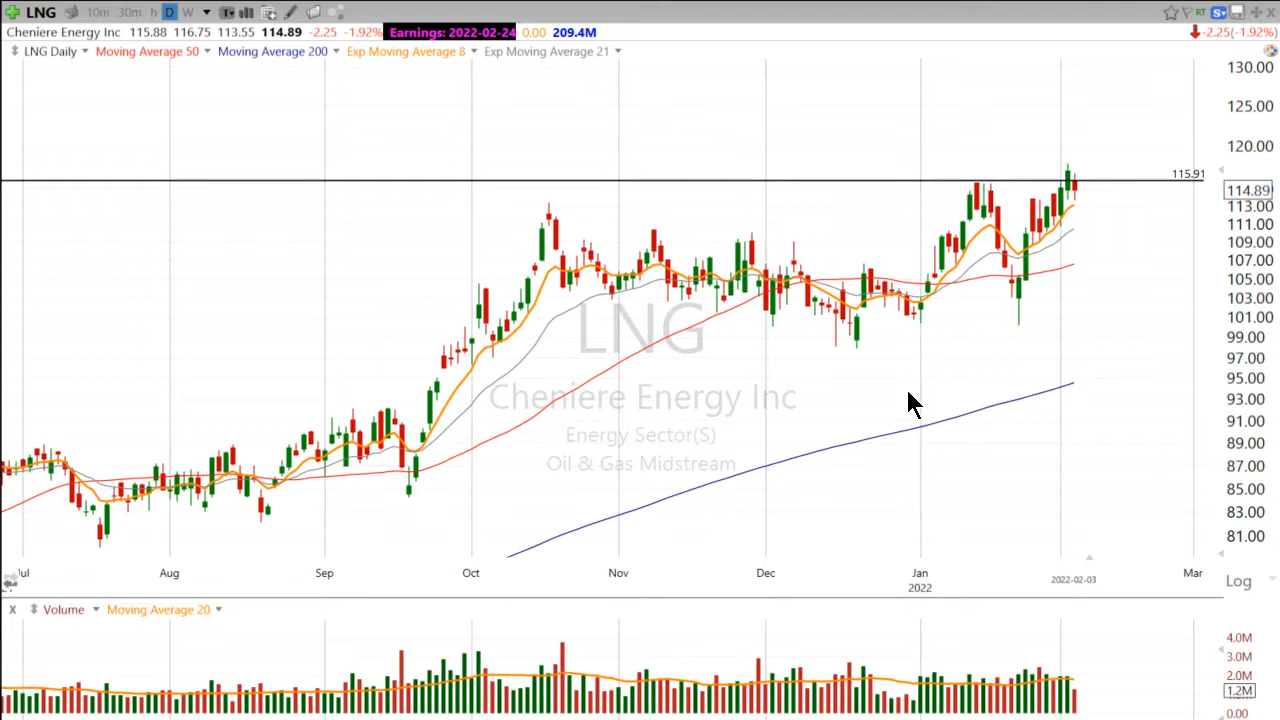 LNG 10m 30m h D W RT S
Cheniere Energy Inc 115.88 116.75 113.55 114.89 -2.25 -1.92% Earnings: 2022-02-24 0.00 209.4M -2.25(-1.92%)
LNG Daily Moving Average 50 Moving Average 200 Exp Moving Average 8 Exp Moving Average 21
130.00
125.00
120.00
115.91
114.89
113.00
111.00
109.00
107.00
105.00
103.00
101.00
99.00
97.00
95.00
93.00
91.00
89.00
87.00
85.00
83.00
81.00
LNG
Cheniere Energy Inc
Energy Sector(S)
Oil & Gas Midstream
Jul Aug Sep Oct Nov Dec Jan 2022-02-03 Mar Log
2022
X Volume Moving Average 20
4.0M
3.0M
2.0M
1.2M
0.00